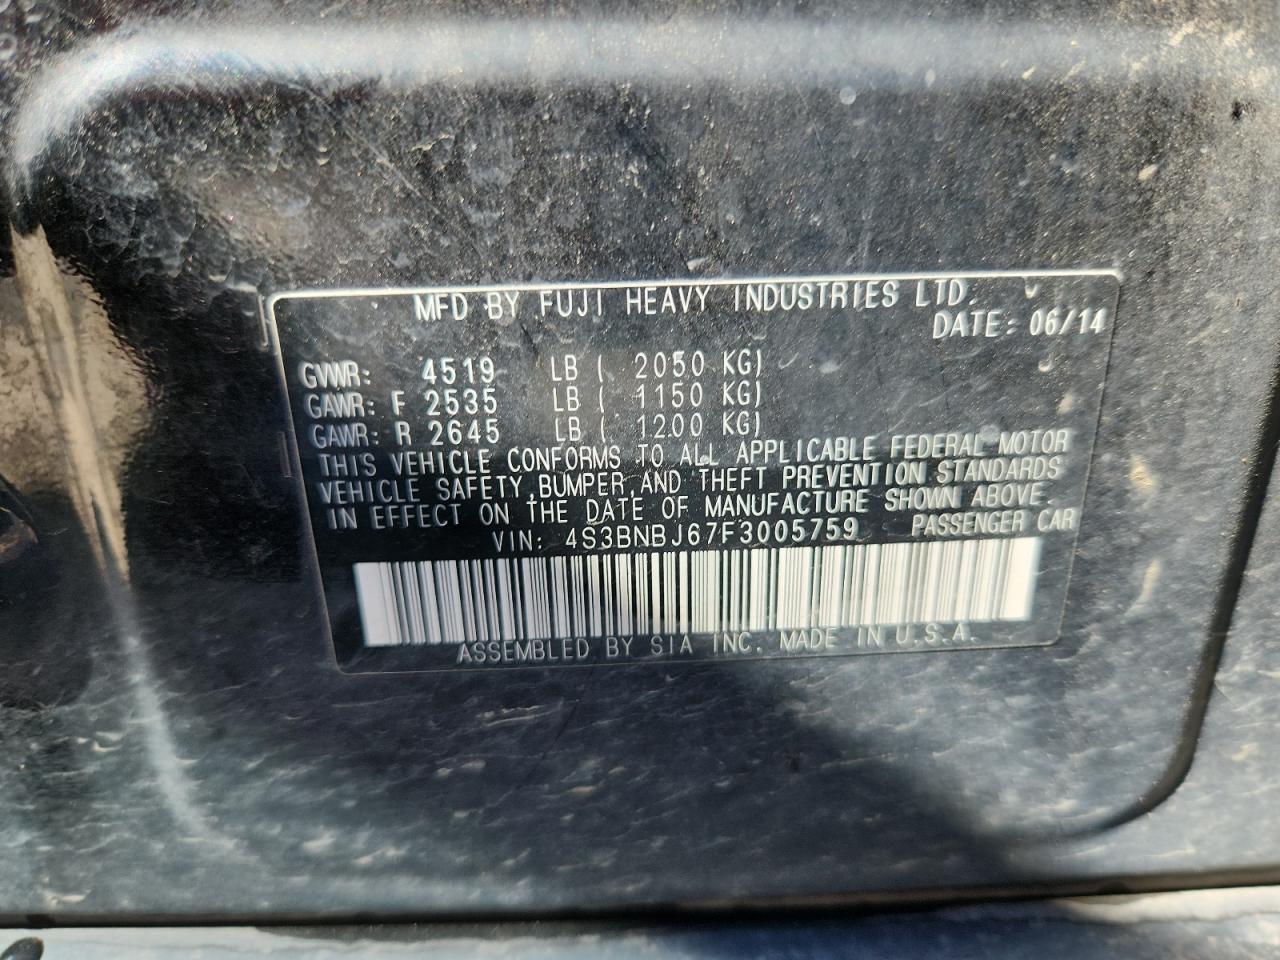 MFD BY FUJI HEAVY INDUSTRIES LTD.
DATE: 06/14
GVWR: 4519 LB ( 2050 KG)
GAWR: F 2535 LB ( 1150 KG)
GAWR: R 2645 LB ( 1200 KG)
THIS VEHICLE CONFORMS TO ALL APPLICABLE FEDERAL MOTOR
VEHICLE SAFETY,BUMPER,AND THEFT PREVENTION STANDARDS
IN EFFECT ON THE DATE OF MANUFACTURE SHOWN ABOVE.
VIN: 4S3BNBJ67F3005759 PASSENGER CAR
ASSEMBLED BY SIA INC. MADE IN U.S.A.